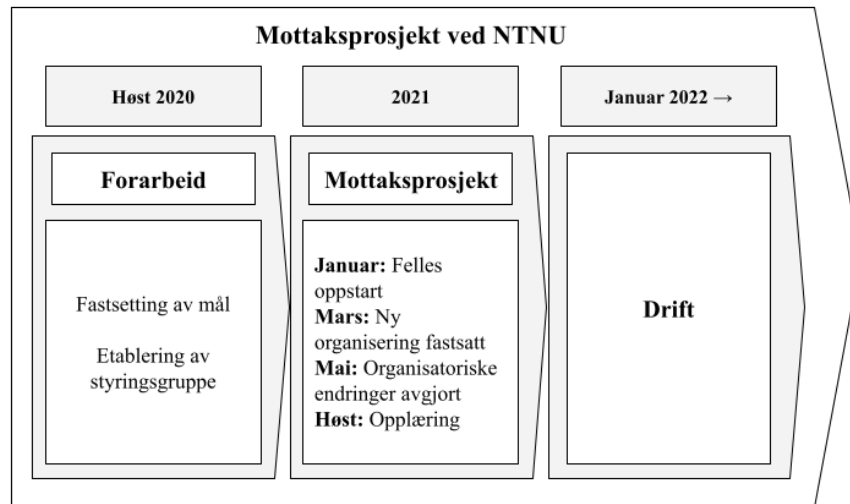 Mottaksprosjekt ved NTNU
Høst 2020
2021
Januar 2022 →
Forarbeid
Fastsetting av mål
Etablering av
styringsgruppe
Mottaksprosjekt
Januar: Felles
oppstart
Mars: Ny
organisering fastsatt
Mai: Organisatoriske
endringer avgjort
Høst: Opplæring
Drift